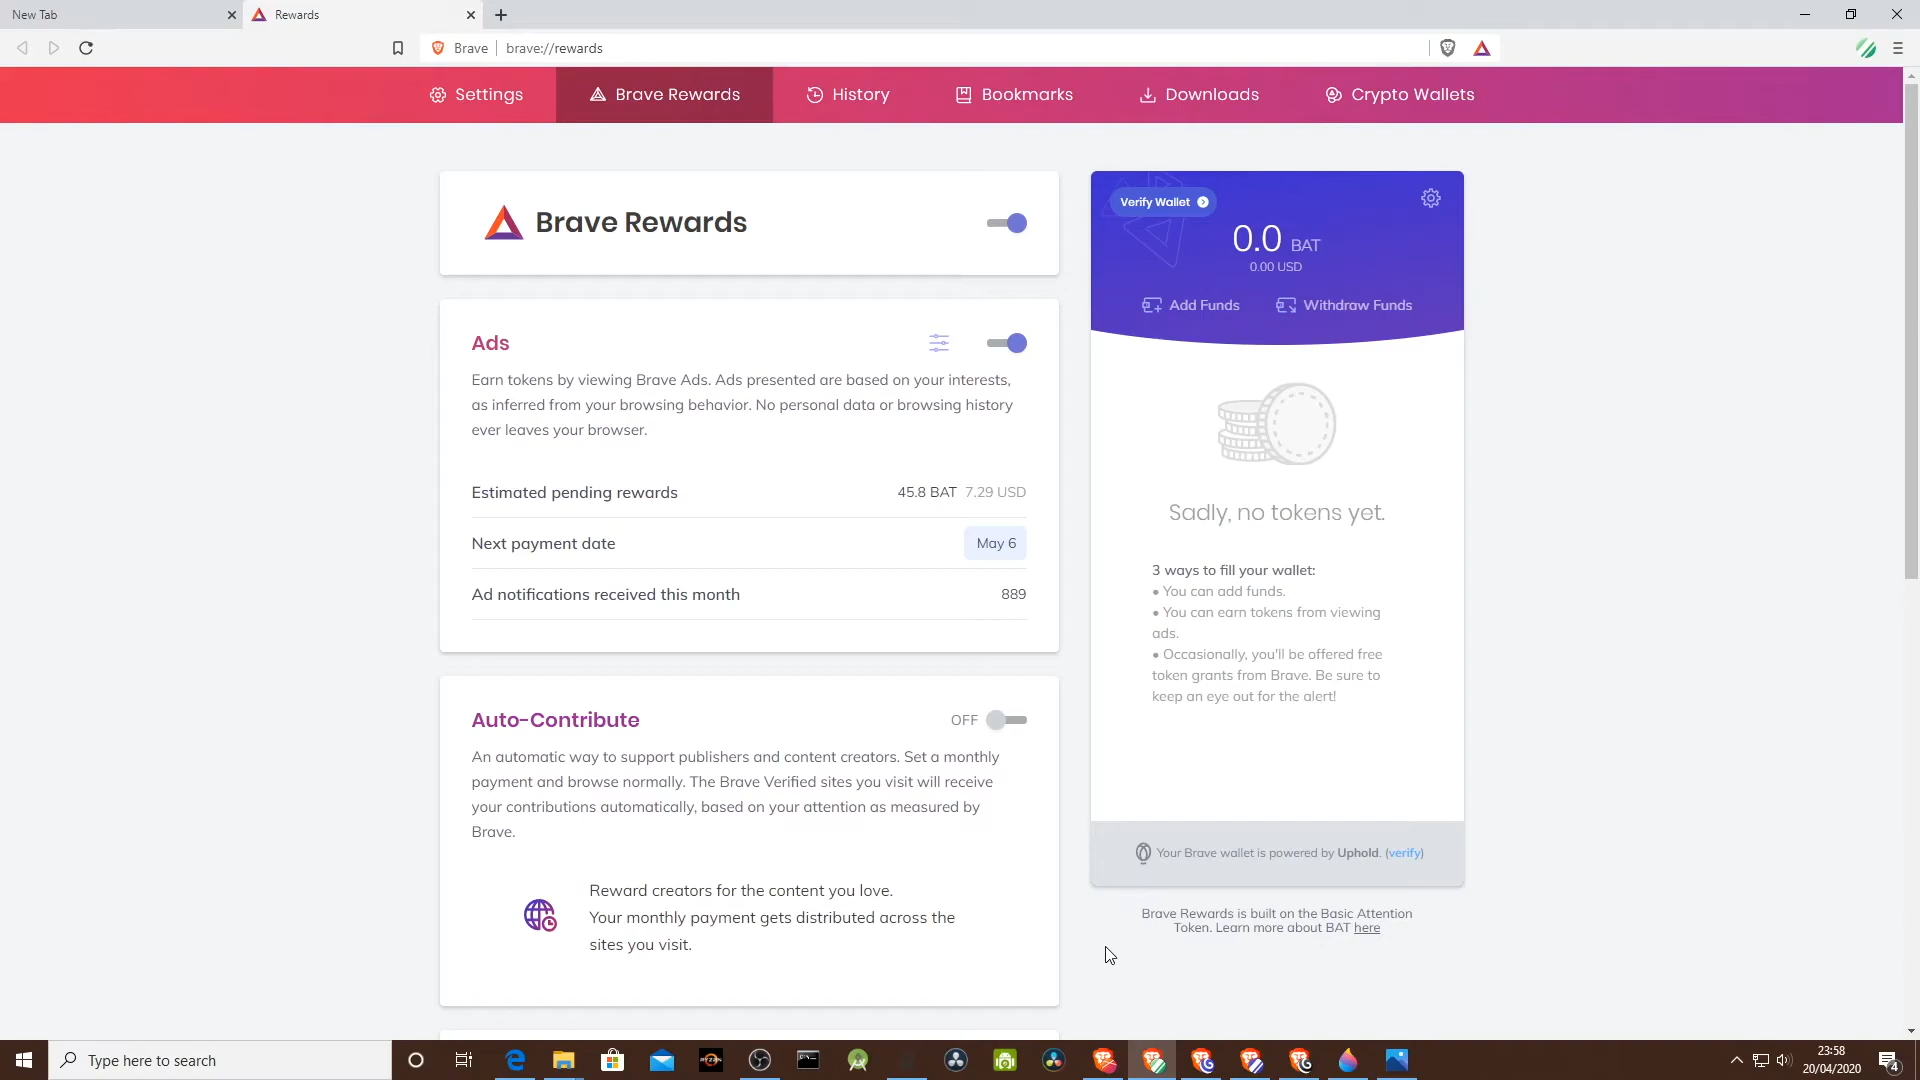 New Tab
Rewards
Brave
brave://rewards
Settings
Brave Rewards
History
Bookmarks
Downloads
Crypto Wallets
Brave Rewards
Ads
Earn tokens by viewing Brave Ads. Ads presented are based on your interests,
as inferred from your browsing behavior. No personal data or browsing history
ever leaves your browser.
Estimated pending rewards 45.8 BAT 7.29 USD
Next payment date May 6
Ad notifications received this month 889
Auto-Contribute OFF
An automatic way to support publishers and content creators. Set a monthly
payment and browse normally. The Brave Verified sites you visit will receive
your contributions automatically, based on your attention as measured by
Brave.
Reward creators for the content you love.
Your monthly payment gets distributed across the
sites you visit.
Verify Wallet
0.0 BAT
0.00 USD
Add Funds
Withdraw Funds
Sadly, no tokens yet.
3 ways to fill your wallet:
• You can add funds.
• You can earn tokens from viewing
ads.
• Occasionally, you'll be offered free
token grants from Brave. Be sure to
keep an eye out for the alert!
Your Brave wallet is powered by Uphold. (verify)
Brave Rewards is built on the Basic Attention
Token. Learn more about BAT here
Type here to search
RYZEN
23:58
20/04/2020
4